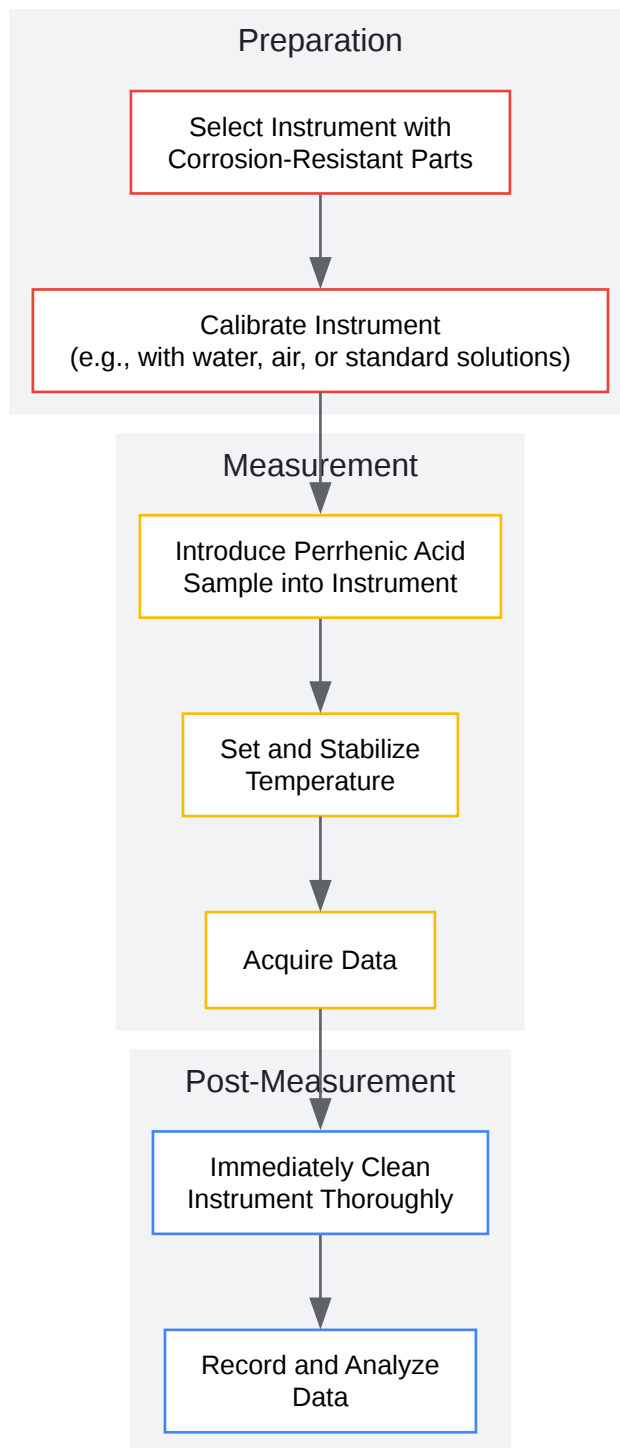 Preparation
Select Instrument with
Corrosion-Resistant Parts
Calibrate Instrument
(e.g., with water, air, or standard solutions)
Measurement
Introduce Perrhenic Acid
Sample into Instrument
Set and Stabilize
Temperature
Acquire Data
Post-Measurement
Immediately Clean
Instrument Thoroughly
Record and Analyze
Data